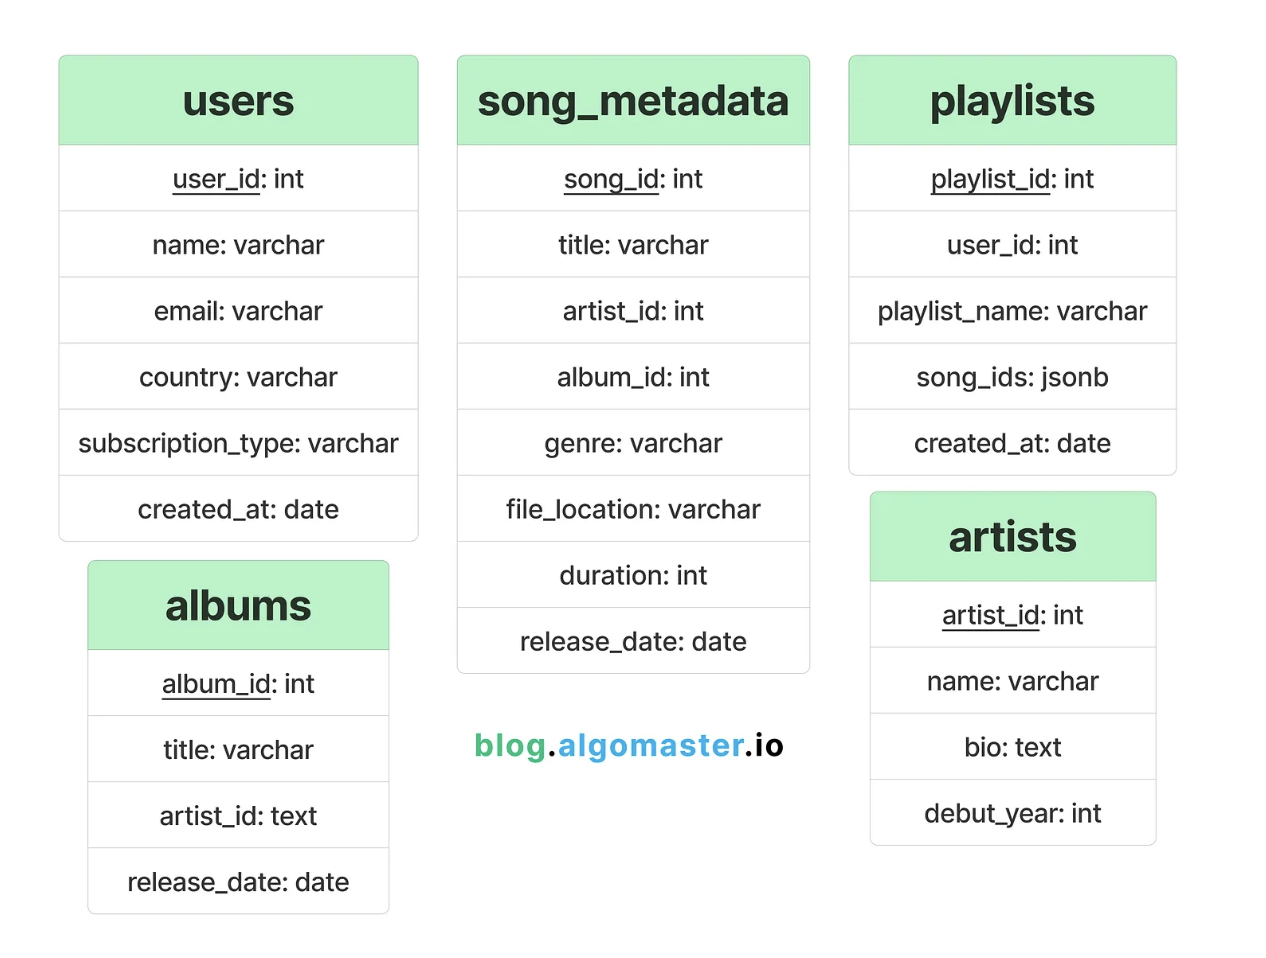 users
user_id: int
name: varchar
email: varchar
country: varchar
subscription_type: varchar
created_at: date
albums
album_id: int
title: varchar
artist_id: text
release_date: date
song_metadata
song_id: int
title: varchar
artist_id: int
album_id: int
genre: varchar
file_location: varchar
duration: int
release_date: date
blog.algomaster.io
playlists
playlist_id: int
user_id: int
playlist_name: varchar
song_ids: jsonb
created_at: date
artists
artist_id: int
name: varchar
bio: text
debut_year: int